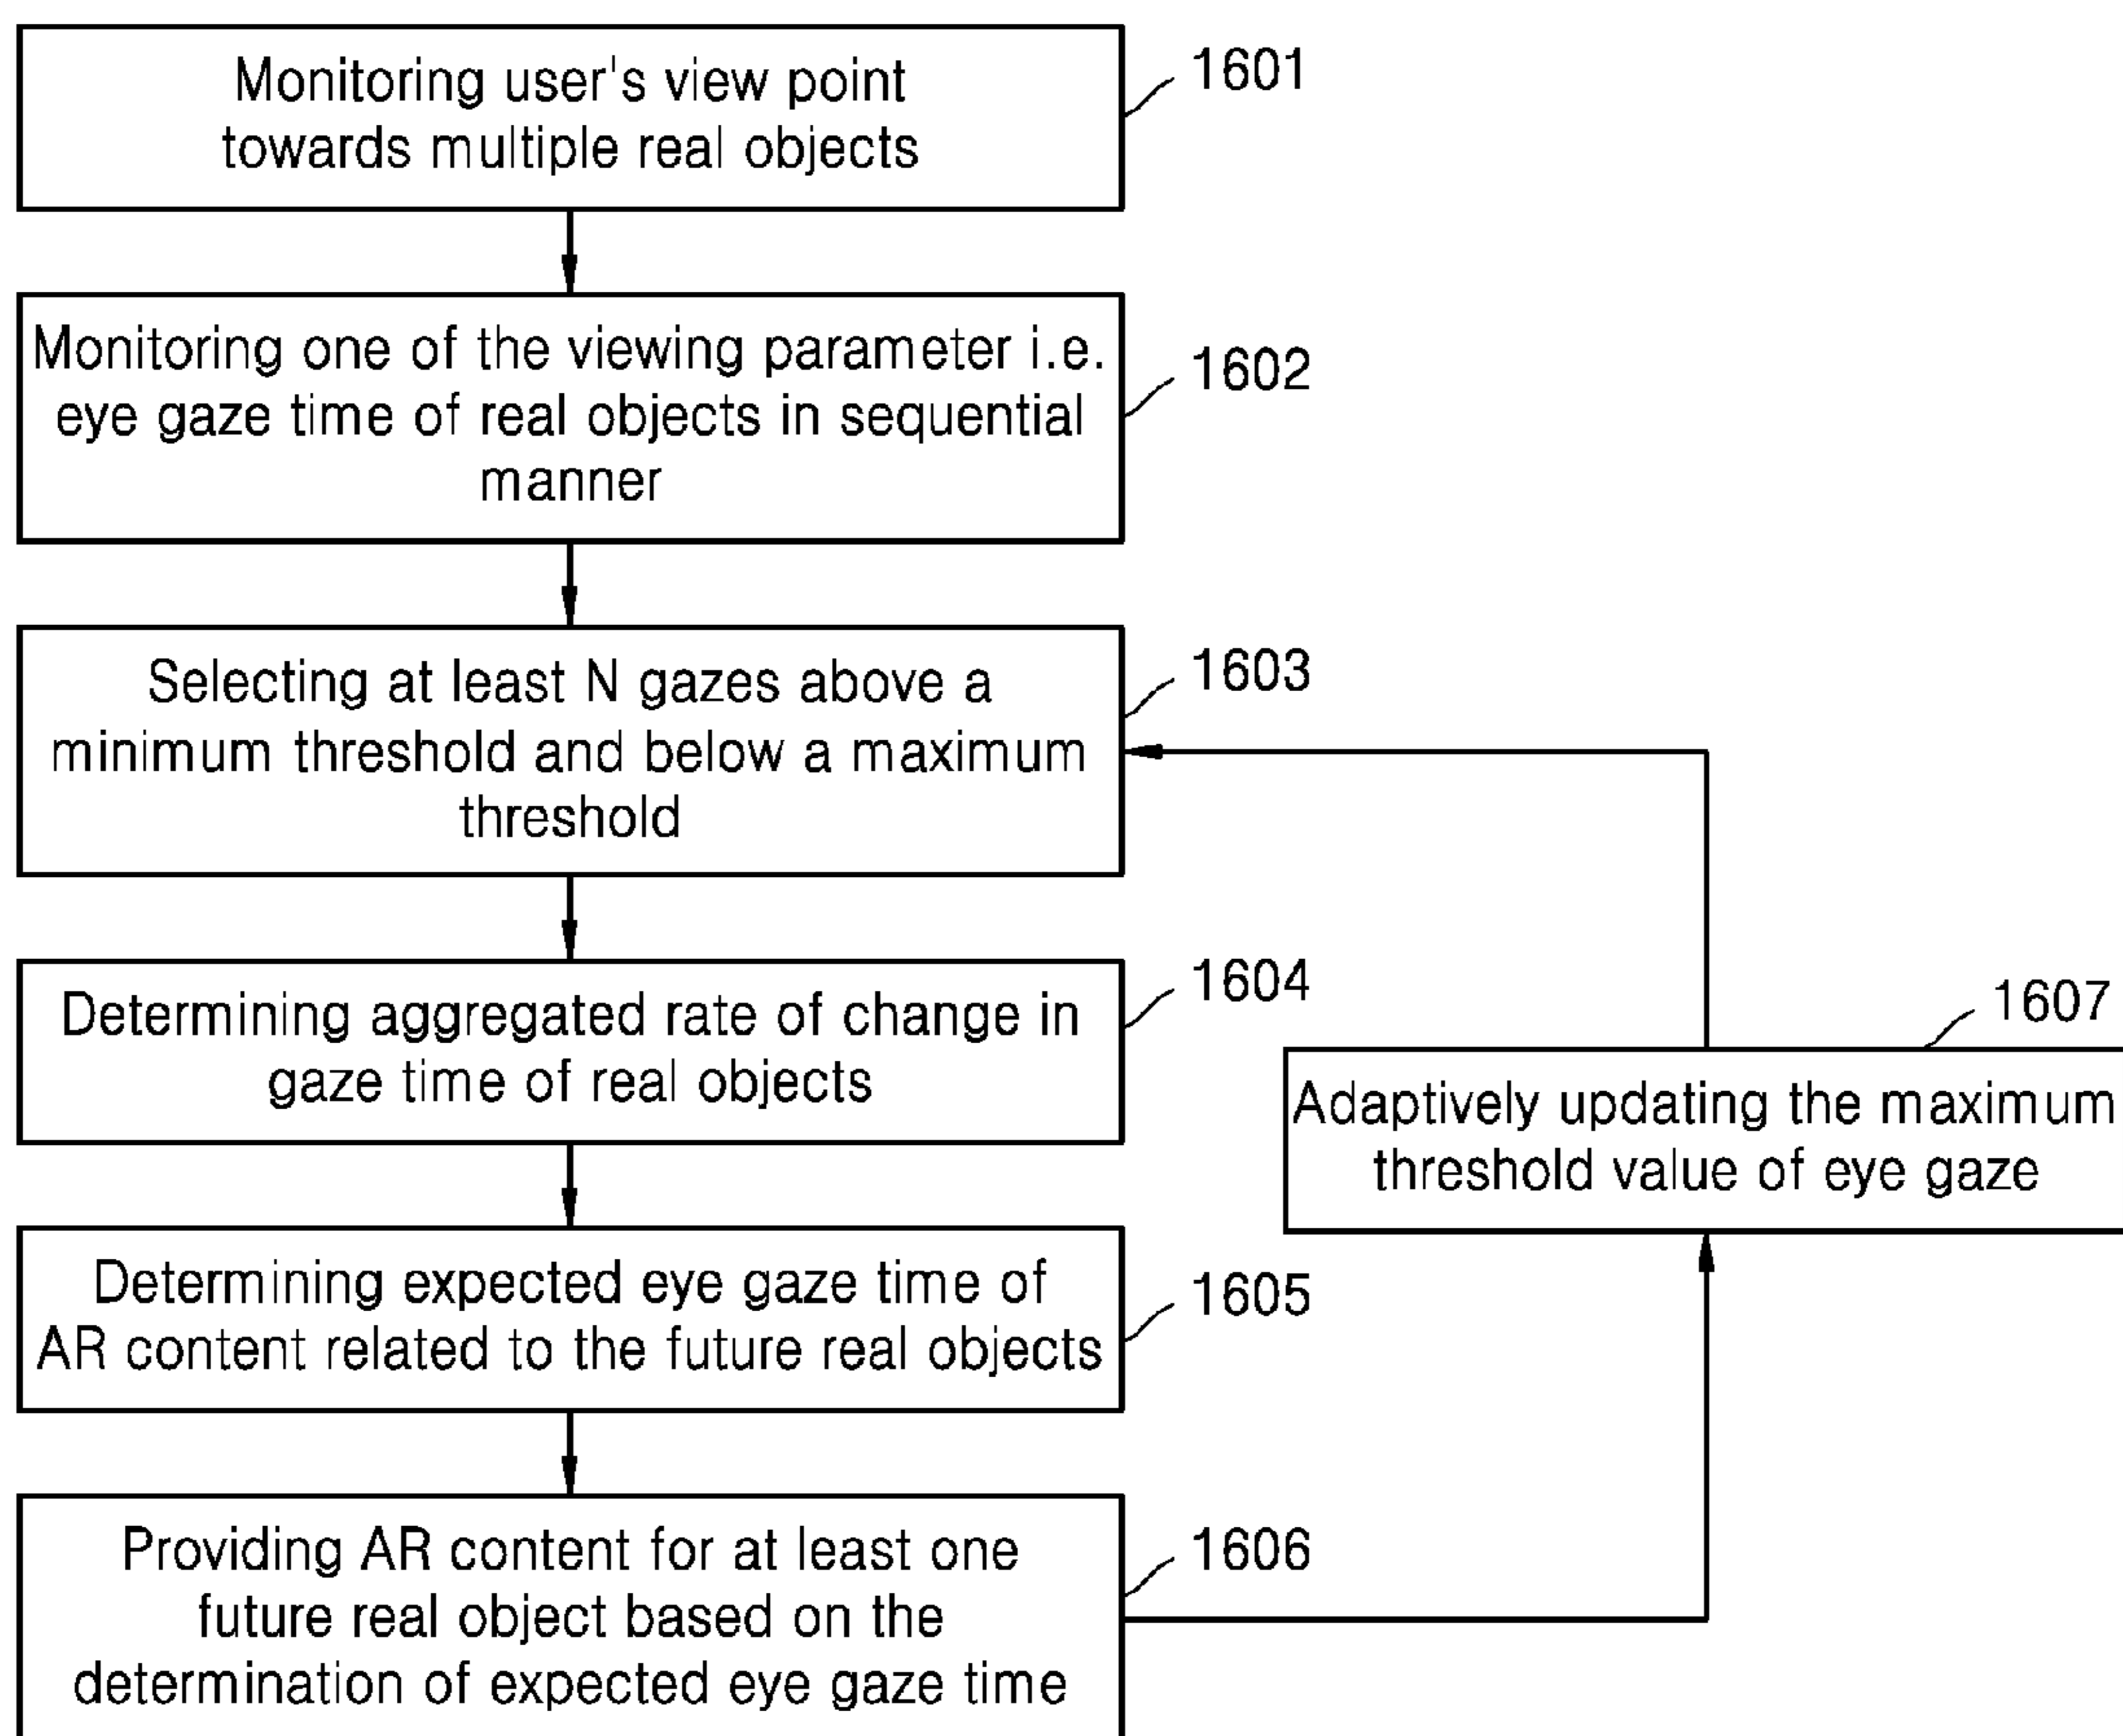 Monitoring user's view point
towards multiple real objects
1601
Monitoring one of the viewing parameter i.e.
eye gaze time of real objects in sequential
manner
1602
Selecting at least N gazes above a
minimum threshold and below a maximum
threshold
1603
Determining aggregated rate of change in
gaze time of real objects
1604
Adaptively updating the maximum
threshold value of eye gaze
1607
Determining expected eye gaze time of
AR content related to the future real objects
1605
Providing AR content for at least one
future real object based on the
determination of expected eye gaze time
1606